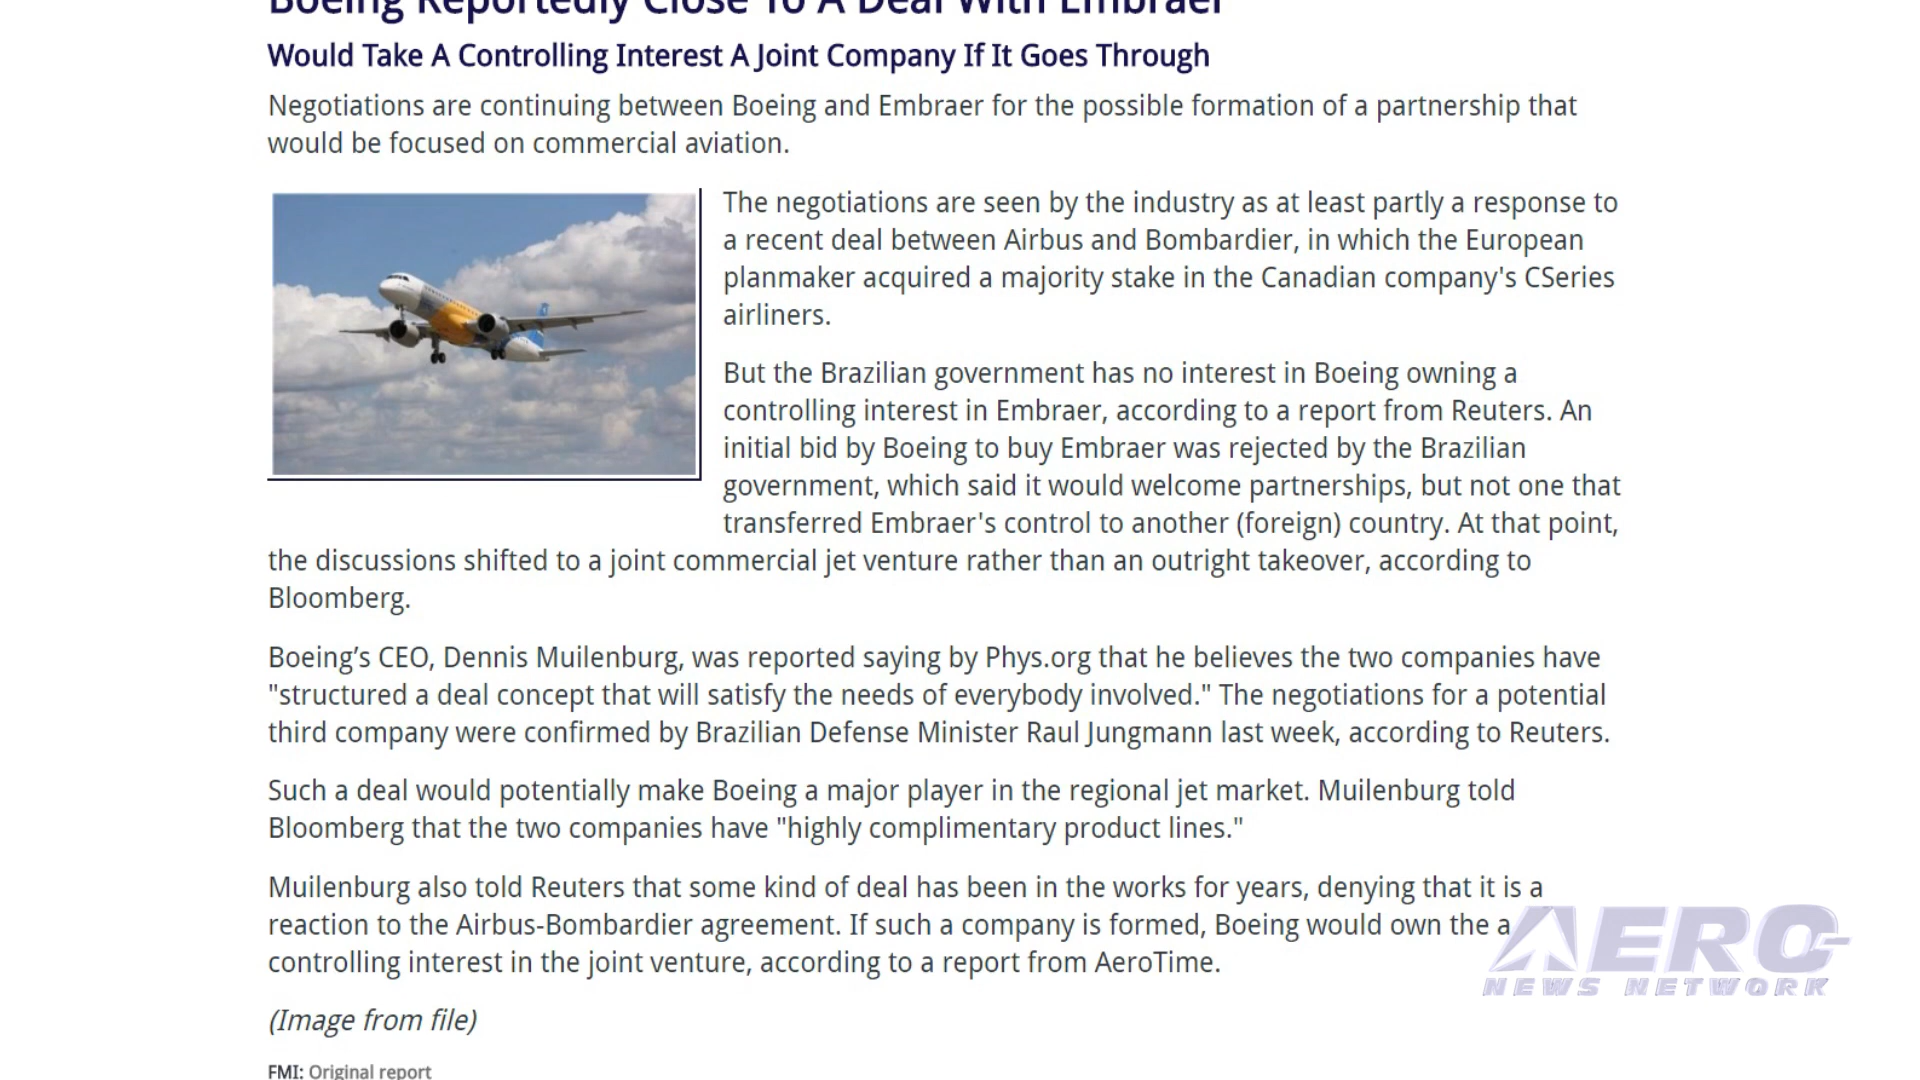 Boeing Reportedly Close To A Deal With Embraer
Would Take A Controlling Interest A Joint Company If It Goes Through
Negotiations are continuing between Boeing and Embraer for the possible formation of a partnership that
would be focused on commercial aviation.
The negotiations are seen by the industry as at least partly a response to
a recent deal between Airbus and Bombardier, in which the European
planmaker acquired a majority stake in the Canadian company's CSeries
airliners.
But the Brazilian government has no interest in Boeing owning a
controlling interest in Embraer, according to a report from Reuters. An
initial bid by Boeing to buy Embraer was rejected by the Brazilian
government, which said it would welcome partnerships, but not one that
transferred Embraer's control to another (foreign) country. At that point,
the discussions shifted to a joint commercial jet venture rather than an outright takeover, according to
Bloomberg.
Boeing’s CEO, Dennis Muilenburg, was reported saying by Phys.org that he believes the two companies have
"structured a deal concept that will satisfy the needs of everybody involved." The negotiations for a potential
third company were confirmed by Brazilian Defense Minister Raul Jungmann last week, according to Reuters.
Such a deal would potentially make Boeing a major player in the regional jet market. Muilenburg told
Bloomberg that the two companies have "highly complimentary product lines."
Muilenburg also told Reuters that some kind of deal has been in the works for years, denying that it is a
reaction to the Airbus-Bombardier agreement. If such a company is formed, Boeing would own the a
controlling interest in the joint venture, according to a report from AeroTime.
AERO
NEWS NETWORK
(Image from file)
FMI: Original report